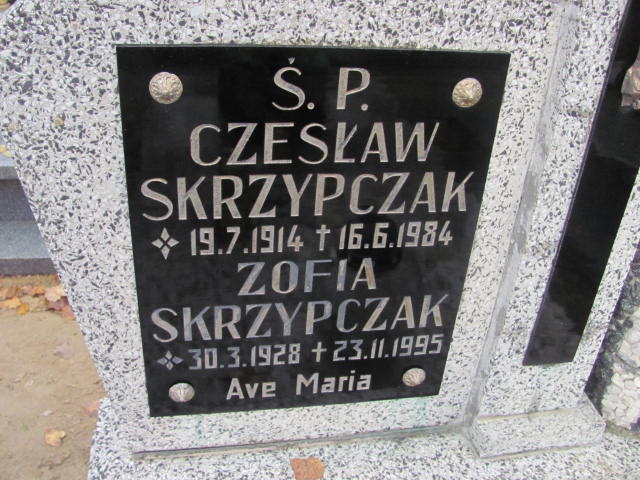 Ś. P.
CZESŁAW
SKRZYPCZAK
19.7.1914 † 16.6.1984
ZOFIA
SKRZYPCZAK
30.3.1928 † 23.11.1995
Ave Maria